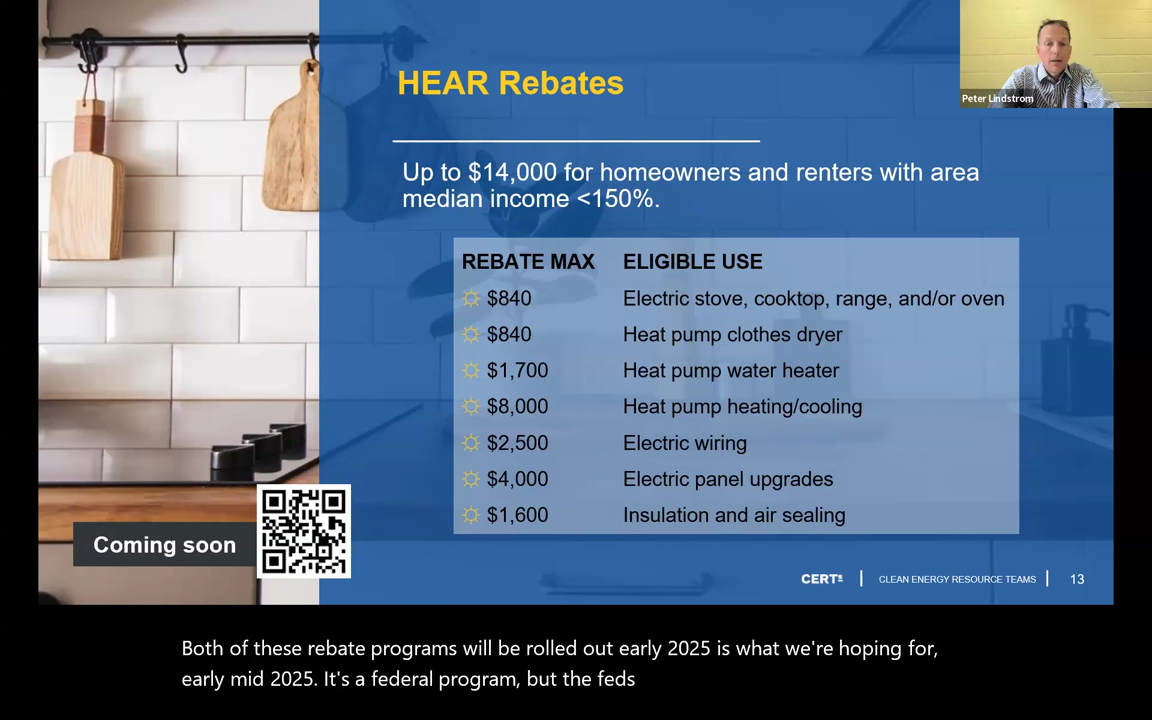 HEAR Rebates
Peter Lindstrom
Up to $14,000 for homeowners and renters with area
median income <150%.
REBATE MAX ELIGIBLE USE
$840 Electric stove, cooktop, range, and/or oven
$840 Heat pump clothes dryer
$1,700 Heat pump water heater
$8,000 Heat pump heating/cooling
$2,500 Electric wiring
$4,000 Electric panel upgrades
$1,600 Insulation and air sealing
Coming soon
CERTs | CLEAN ENERGY RESOURCE TEAMS | 13
Both of these rebate programs will be rolled out early 2025 is what we're hoping for,
early mid 2025. It's a federal program, but the feds